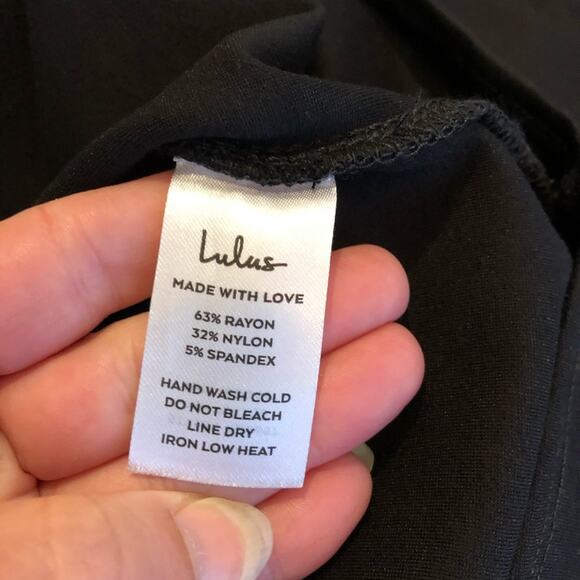 Lulus
MADE WITH LOVE
63% RAYON
32% NYLON
5% SPANDEX
HAND WASH COLD
DO NOT BLEACH
LINE DRY
IRON LOW HEAT